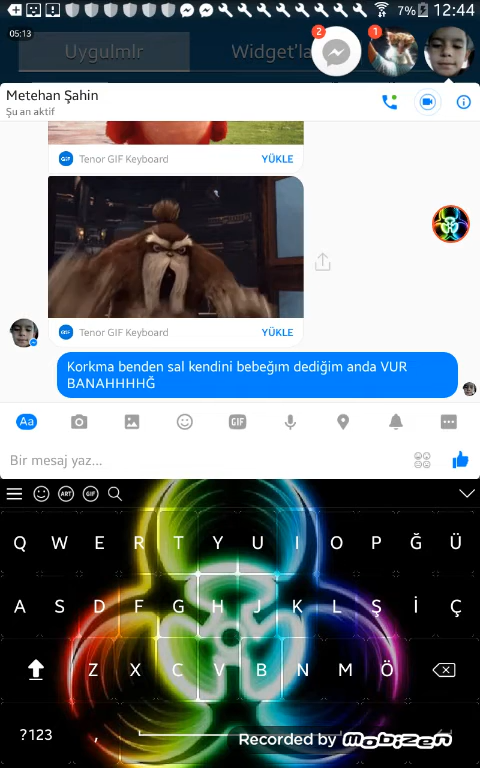 7% 12:44
05:13
Uygulmlr Widget'la
2
1
Metehan Şahin
Şu an aktif
GIF Tenor GIF Keyboard YÜKLE
GIF Tenor GIF Keyboard YÜKLE
Korkma benden sal kendini bebeğım dediğim anda VUR
BANAHHHHĞ
Aa GIF
Bir mesaj yaz...
ART GIF
Q W E R T Y U I O P Ğ Ü
A S D F G H J K L Ş İ Ç
Z X C V B N M Ö
?123 , Recorded by Mobizen